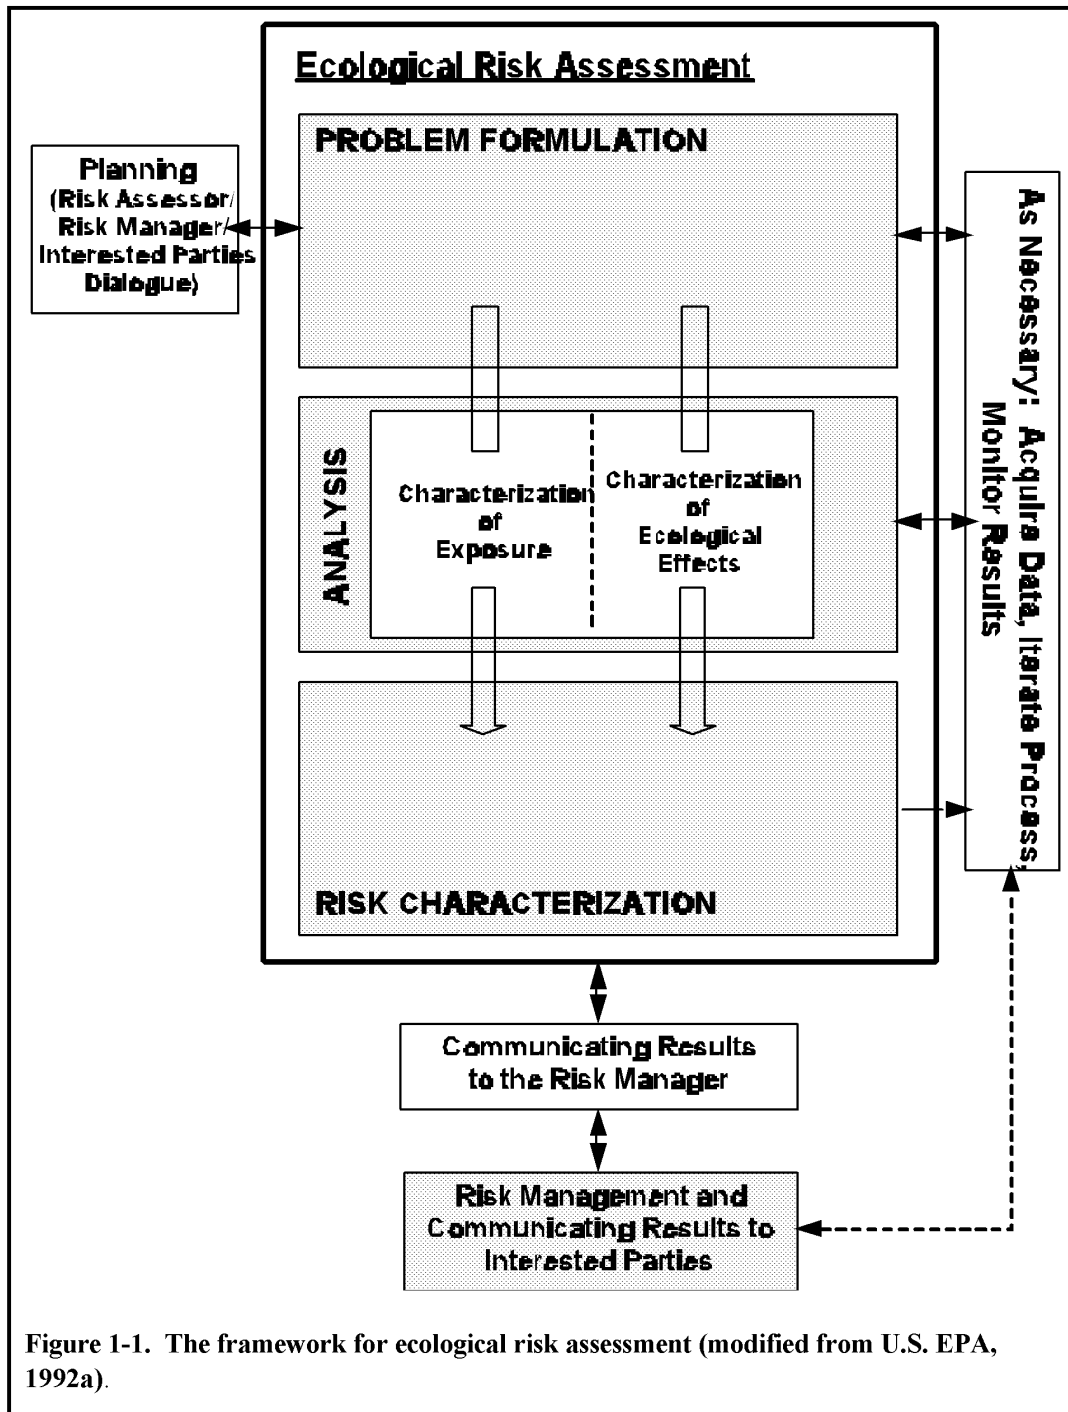 Ecological Risk Assessment
PROBLEM FORMULATION
Planning
(Risk Assessor/
Risk Manager/
Interested Parties
Dialogue)
As Necessary: Acquire Data, Iterate Process,
Monitor Results
ANALYSIS
Characterization
of
Exposure
Characterization
of
Ecological
Effects
RISK CHARACTERIZATION
Communicating Results
to the Risk Manager
Risk Management and
Communicating Results to
Interested Parties
Figure 1-1. The framework for ecological risk assessment (modified from U.S. EPA,
1992a).